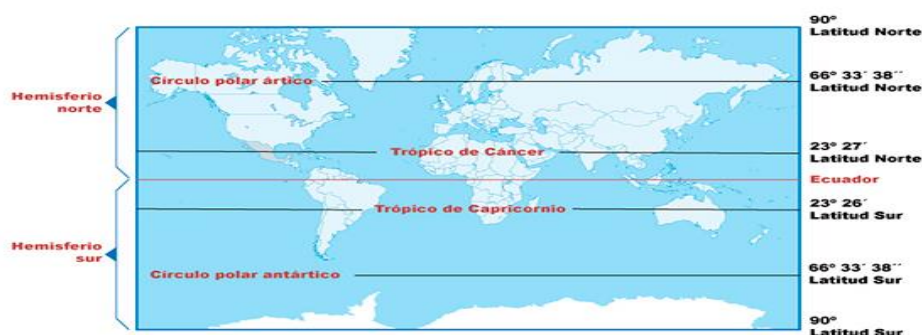 90º
Latitud Norte
Círculo polar ártico
66º 33´ 38´´
Latitud Norte
Hemisferio
norte
Trópico de Cáncer
23º 27´
Latitud Norte
Ecuador
Trópico de Capricornio
23º 26´
Latitud Sur
Hemisferio
sur
Círculo polar antártico
66º 33´ 38´´
Latitud Sur
90º
Latitud Sur